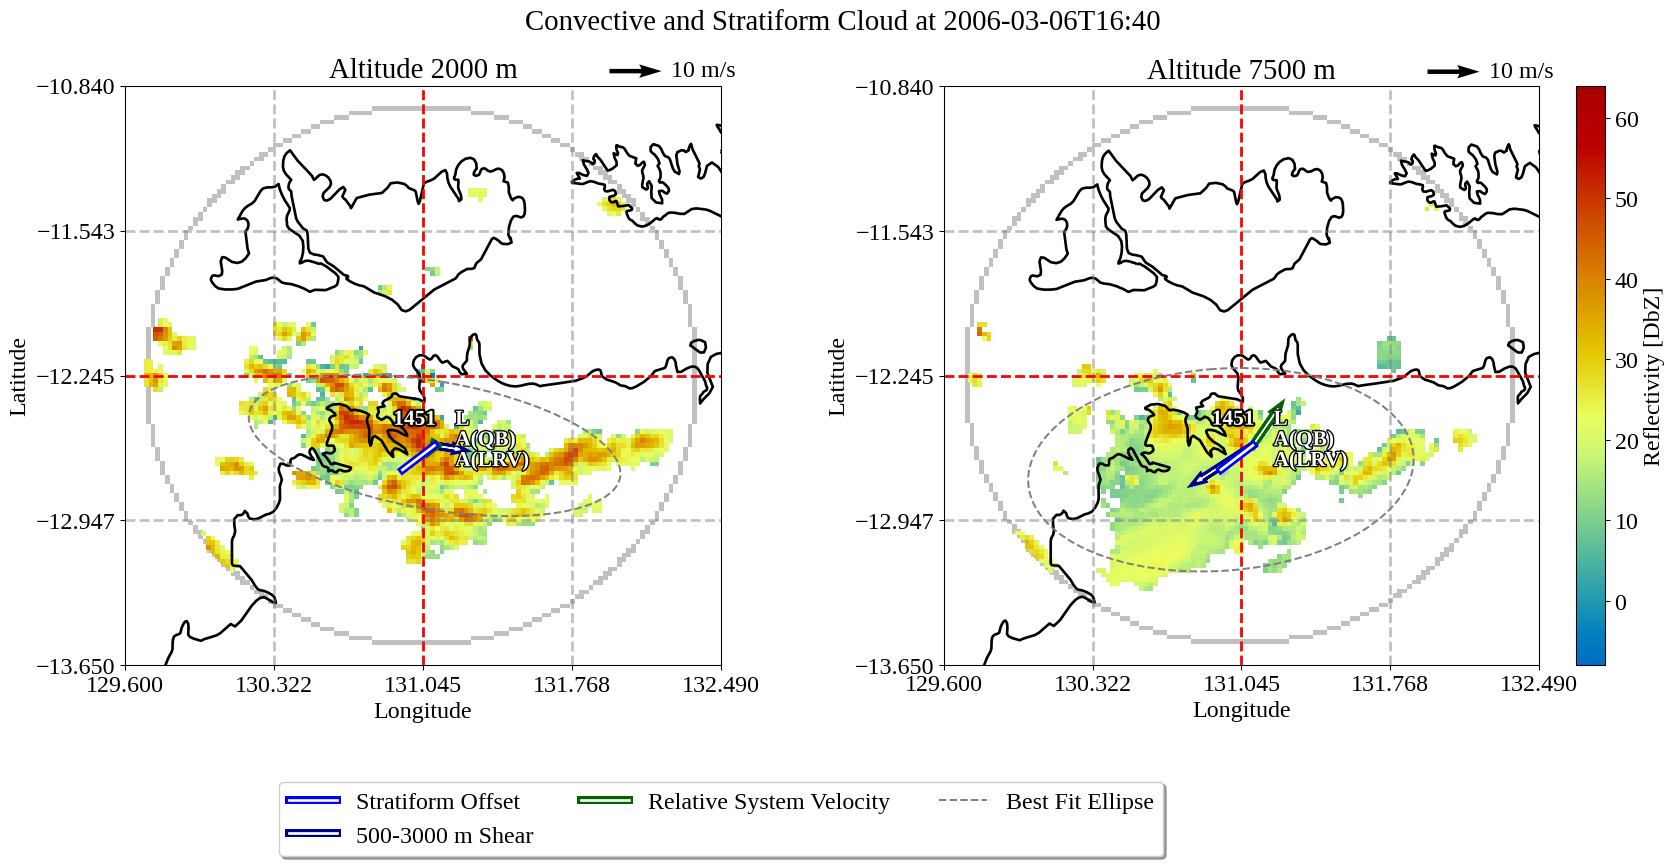 Convective and Stratiform Cloud at 2006-03-06T16:40
Altitude 2000 m
10 m/s
Altitude 7500 m
10 m/s
−10.840
−11.543
−12.245
−12.947
−13.650
Latitude
1451
L
A(QB)
A(LRV)
129.600
130.322
131.045
131.768
132.490
Longitude
−10.840
−11.543
−12.245
−12.947
−13.650
Latitude
1451
L
A(QB)
A(LRV)
129.600
130.322
131.045
131.768
132.490
Longitude
60
50
40
30
20
10
0
Reflectivity [DbZ]
Stratiform Offset
500-3000 m Shear
Relative System Velocity
Best Fit Ellipse